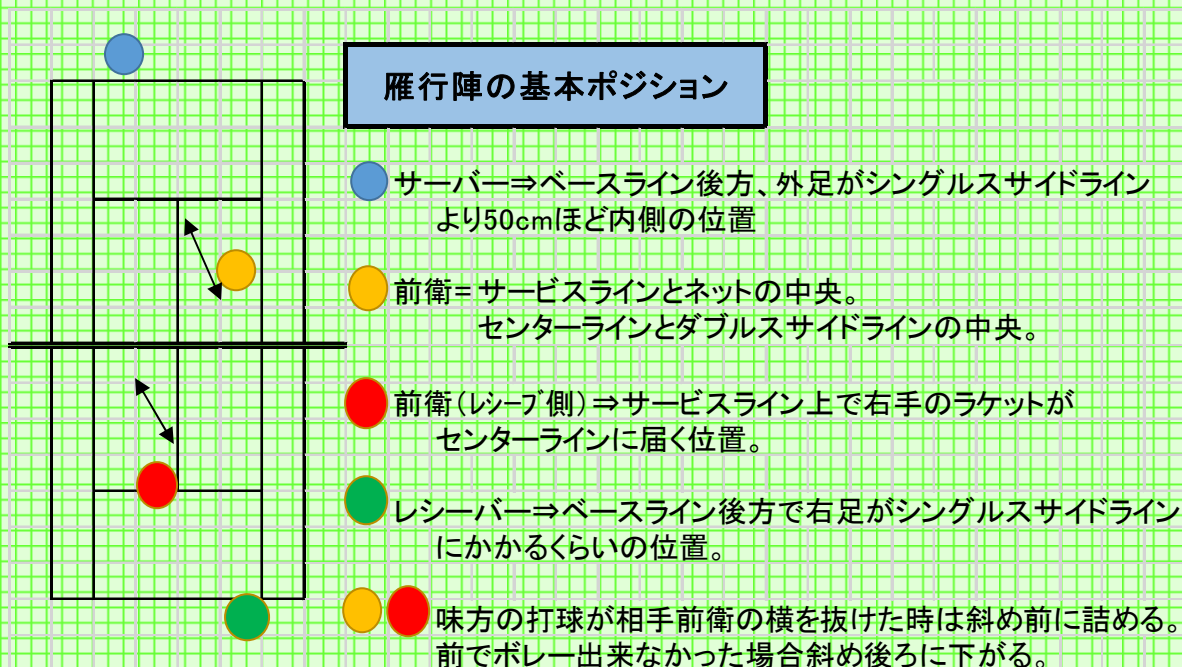 雁行陣の基本ポジション
サーバー⇒ベースライン後方、外足がシングルスサイドライン
より50cmほど内側の位置
前衛=サービスラインとネットの中央。
センターラインとダブルスサイドラインの中央。
前衛(ﾚｼｰﾌﾞ側)⇒サービスライン上で右手のラケットが
センターラインに届く位置。
レシーバー⇒ベースライン後方で右足がシングルスサイドライン
にかかるくらいの位置。
味方の打球が相手前衛の横を抜けた時は斜め前に詰める。
前でボレー出来なかった場合斜め後ろに下がる。